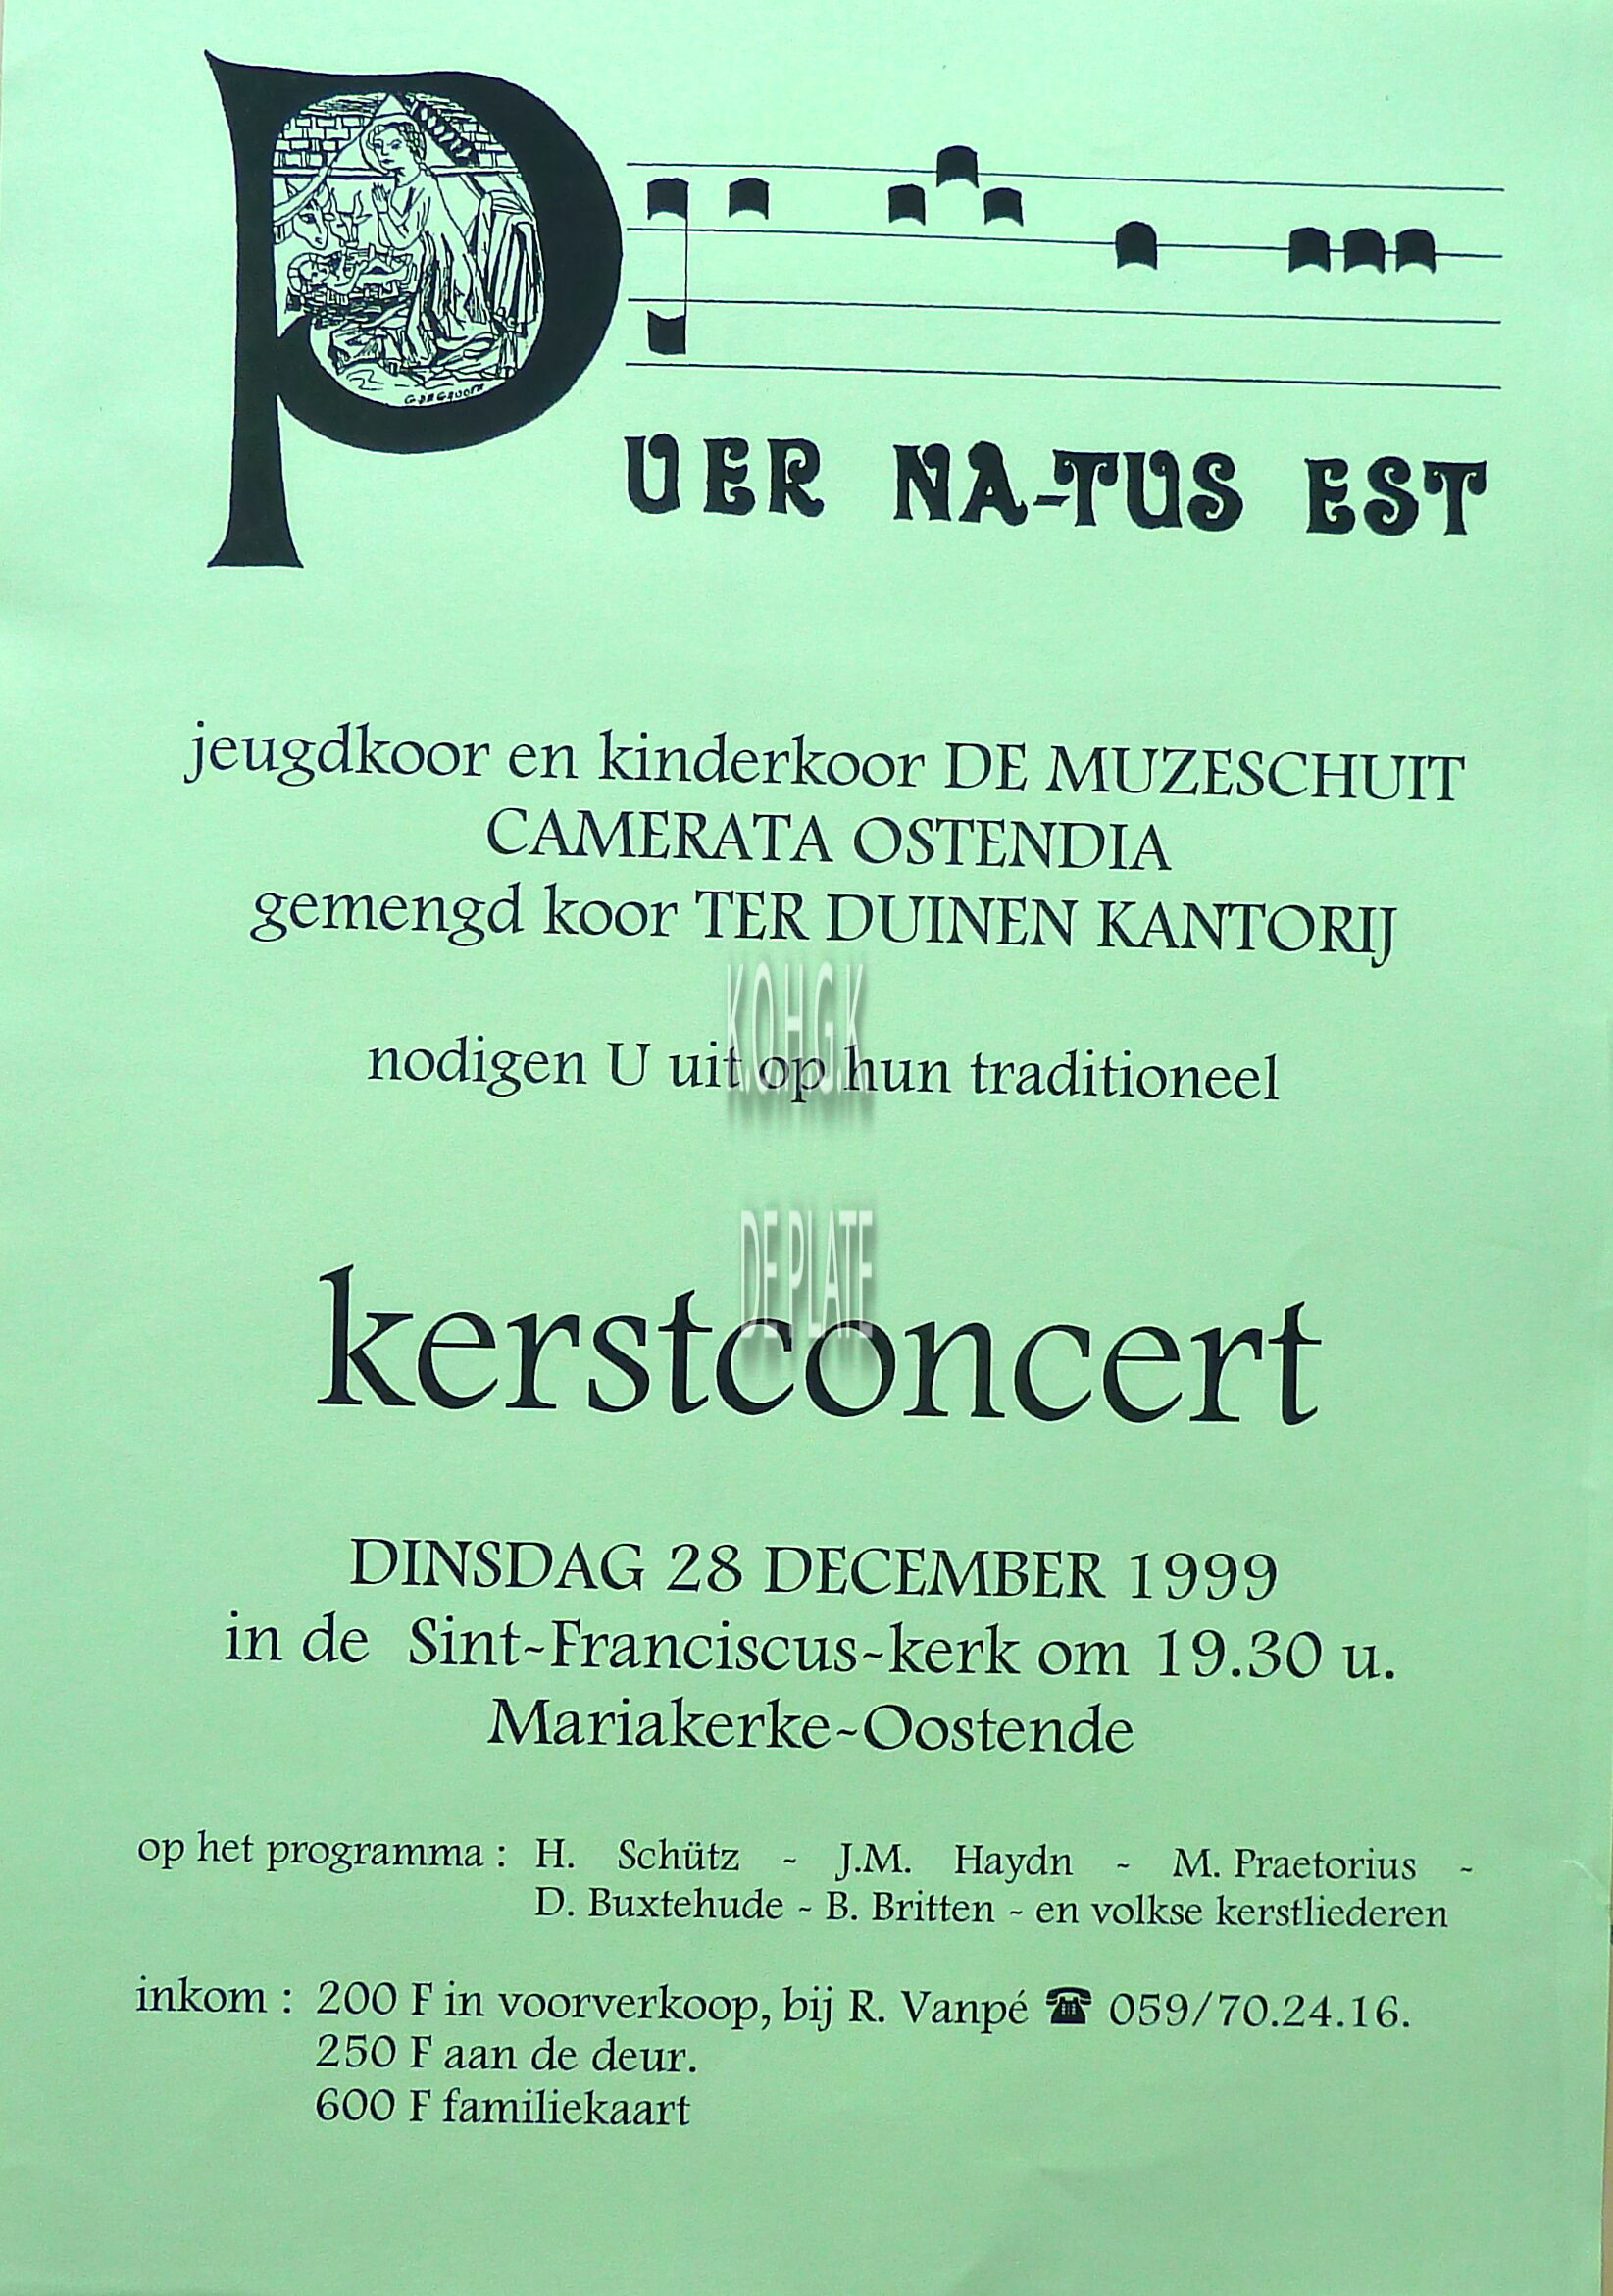 PUER NA-TUS EST
G. DE GROOTE
jeugdkoor en kinderkoor DE MUZESCHUIT
CAMERATA OSTENDIA
gemengd koor TER DUINEN KANTORIJ
K.O.H.G.K
nodigen U uit op hun traditioneel
DE PLATE
kerstconcert
DINSDAG 28 DECEMBER 1999
in de Sint-Franciscus-kerk om 19.30 u.
Mariakerke-Oostende
op het programma : H. Schütz - J.M. Haydn - M. Praetorius -
D. Buxtehude - B. Britten - en volkse kerstliederen
inkom : 200 F in voorverkoop, bij R. Vanpé ☎ 059/70.24.16.
250 F aan de deur.
600 F familiekaart